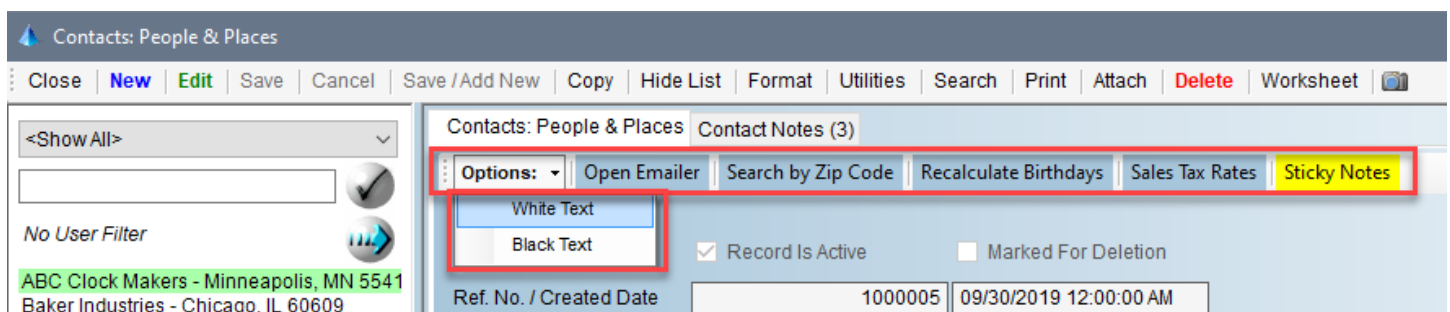 Contacts: People & Places
Close New Edit Save Cancel Save / Add New Copy Hide List Format Utilities Search Print Attach Delete Worksheet
<Show All>
Contacts: People & Places Contact Notes (3)
Options: Open Emailer Search by Zip Code Recalculate Birthdays Sales Tax Rates Sticky Notes
White Text
Black Text
No User Filter
Record Is Active Marked For Deletion
ABC Clock Makers - Minneapolis, MN 5541
Baker Industries - Chicago, IL 60609
Ref. No. / Created Date 1000005 09/30/2019 12:00:00 AM